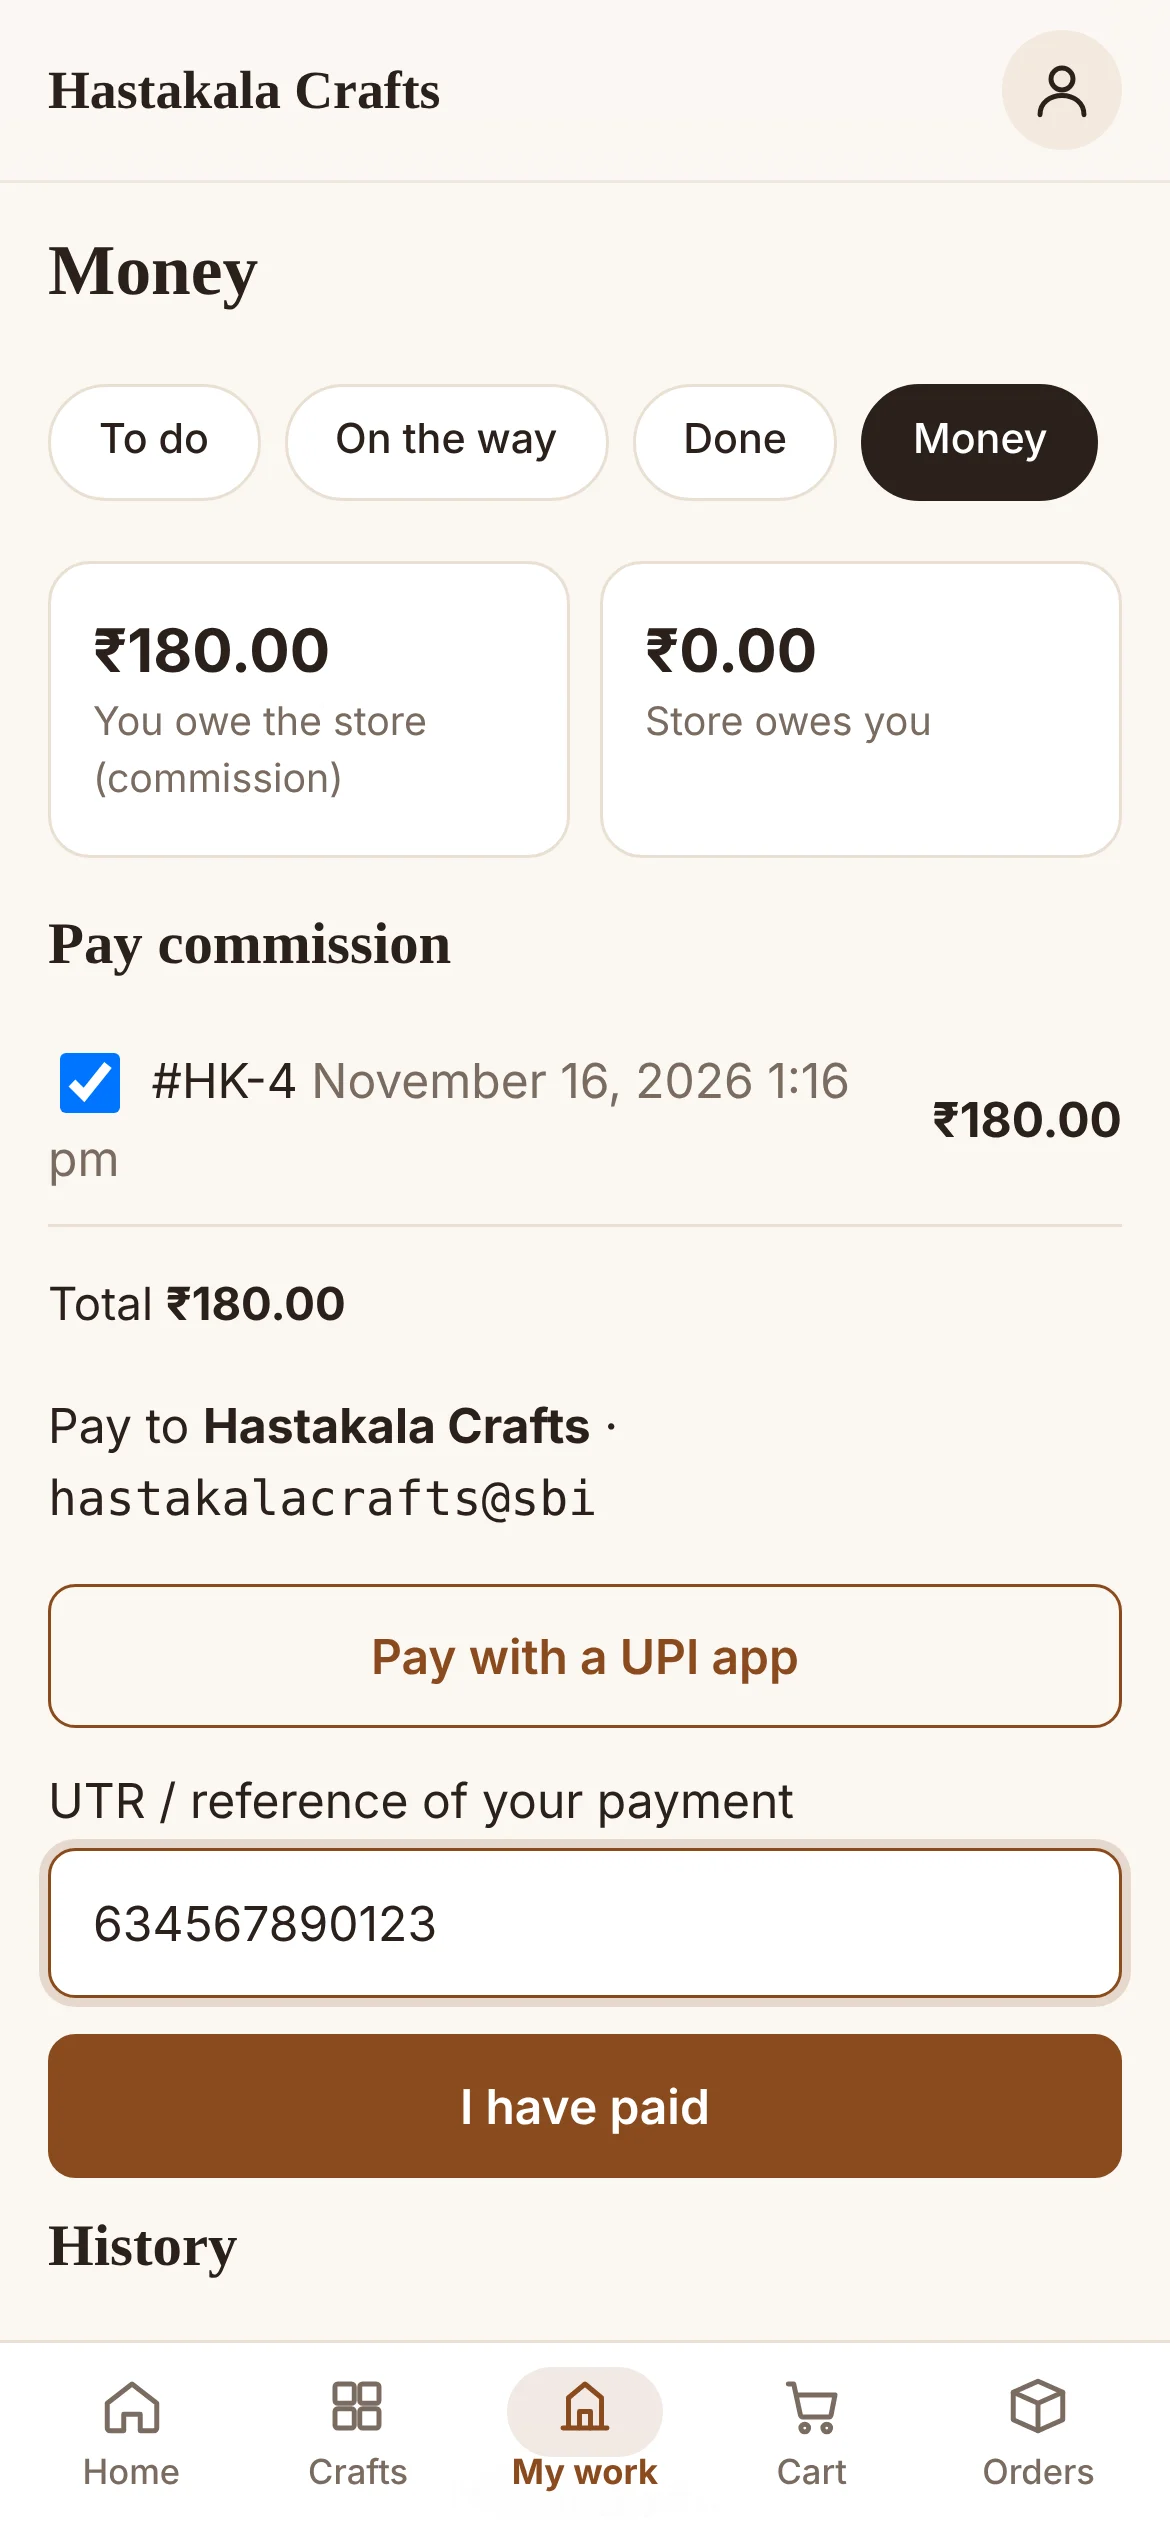 Hastakala Crafts
Money
To do
On the way
Done
Money
₹180.00
You owe the store
(commission)
₹0.00
Store owes you
Pay commission
#HK-4 November 16, 2026 1:16
pm
₹180.00
Total ₹180.00
Pay to Hastakala Crafts ·
hastakalacrafts@sbi
Pay with a UPI app
UTR / reference of your payment
634567890123
I have paid
History
Home
Crafts
My work
Cart
Orders